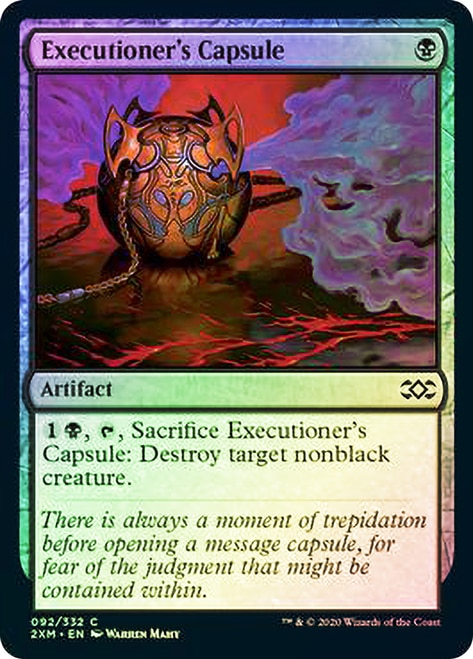 Executioner's Capsule
Artifact
1, , Sacrifice Executioner's
Capsule: Destroy target nonblack
creature.
There is always a moment of trepidation
before opening a message capsule, for
fear of the judgment that might be
contained within.
092/332 C
2XM • EN Warren Mahy
™ & © 2020 Wizards of the Coast